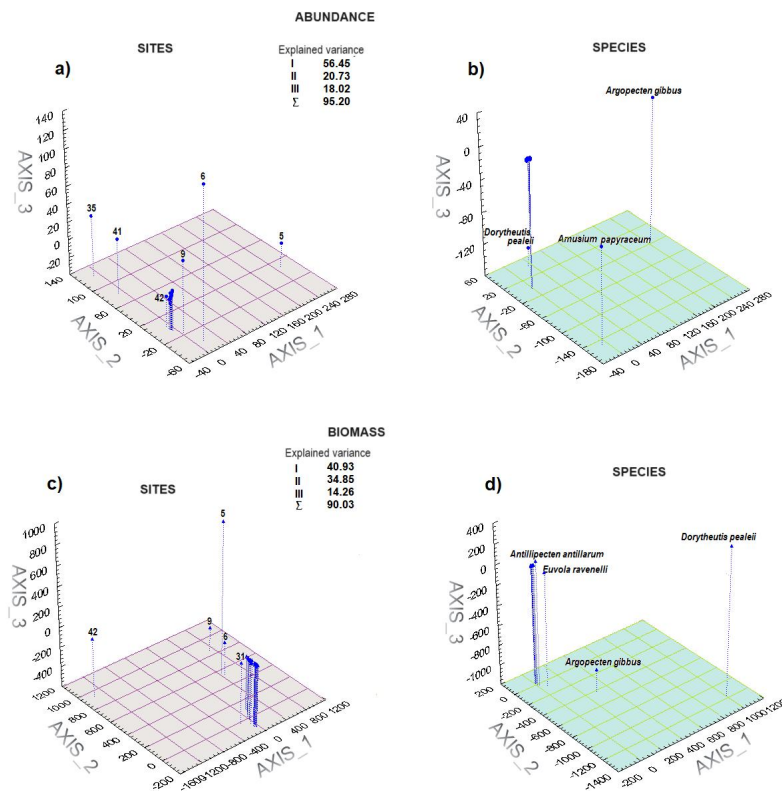 ABUNDANCE
SITES
Explained variance
I 56.45
II 20.73
III 18.02
Σ 95.20
SPECIES
a)
140
120
100
80
60
40
20
0
-20
AXIS_3
35
41
6
5
9
42
140
100
60
20
-20
-60
AXIS_2
-40 0 40 80 120 160 200 240 280
AXIS_1
b)
40
0
-40
-80
-120
AXIS_3
Argopecten gibbus
Dorytheutis
pealeii
Amusium papyraceum
60
20
-20
-60
-100
-140
-180
AXIS_2
-40 0 40 80 120 160 200 240 280
AXIS_1
BIOMASS
Explained variance
I 40.93
II 34.85
III 14.26
Σ 90.03
SITES
SPECIES
c)
1000
800
600
400
200
0
-200
-400
AXIS_3
5
42
9
6
31
1200
1000
800
600
400
200
0
-200
AXIS_2
-1600 -1200 -800 -400 0 400 800 1200
AXIS_1
d)
400
200
0
-200
-400
-600
-800
-1000
AXIS_3
Antillipecten antillarum
Euvola ravenelli
Dorytheutis pealeii
Argopecten gibbus
200
0
-200
-400
-600
-800
-1000
-1200
-1400
AXIS_2
-200 0 200 400 600 800 1000 1200
AXIS_1